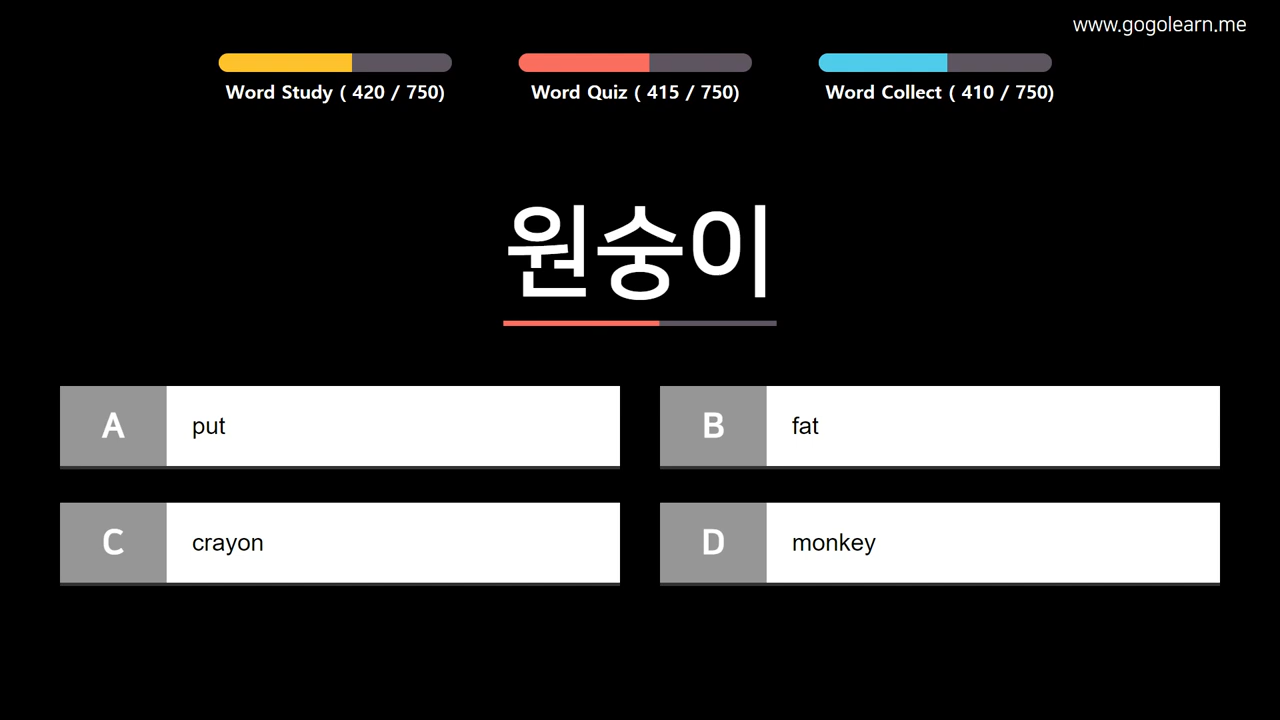 www.gogolearn.me
Word Study ( 420 / 750)
Word Quiz ( 415 / 750)
Word Collect ( 410 / 750)
원숭이
A put
B fat
C crayon
D monkey